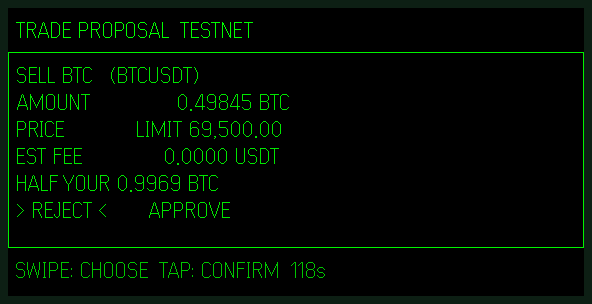 TRADE PROPOSAL TESTNET
SELL BTC (BTCUSDT)
AMOUNT 0.49845 BTC
PRICE LIMIT 69,500.00
EST FEE 0.0000 USDT
HALF YOUR 0.9969 BTC
> REJECT < APPROVE
SWIPE: CHOOSE TAP: CONFIRM 118s